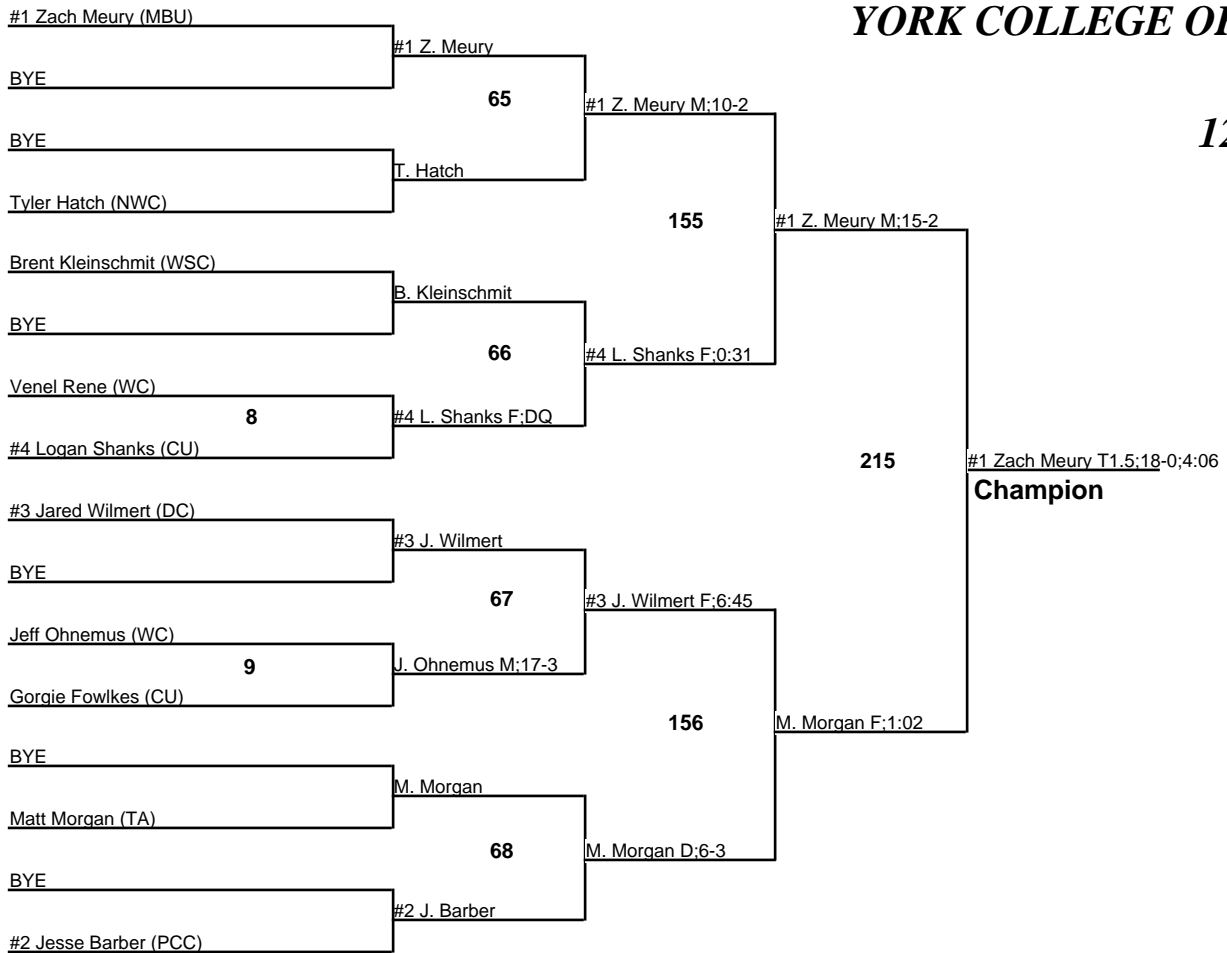 YORK COLLEGE OF
12
#1 Zach Meury (MBU)
BYE
BYE
Tyler Hatch (NWC)
Brent Kleinschmit (WSC)
BYE
Venel Rene (WC)
8
#4 Logan Shanks (CU)
#3 Jared Wilmert (DC)
BYE
Jeff Ohnemus (WC)
9
Gorgie Fowlkes (CU)
BYE
Matt Morgan (TA)
BYE
#2 Jesse Barber (PCC)
#1 Z. Meury
65
T. Hatch
B. Kleinschmit
66
#4 L. Shanks F;DQ
#3 J. Wilmert
67
J. Ohnemus M;17-3
M. Morgan
68
#2 J. Barber
#1 Z. Meury M;10-2
155
#4 L. Shanks F;0:31
#3 J. Wilmert F;6:45
156
M. Morgan D;6-3
#1 Z. Meury M;15-2
215
M. Morgan F;1:02
#1 Zach Meury T1.5;18-0;4:06
Champion